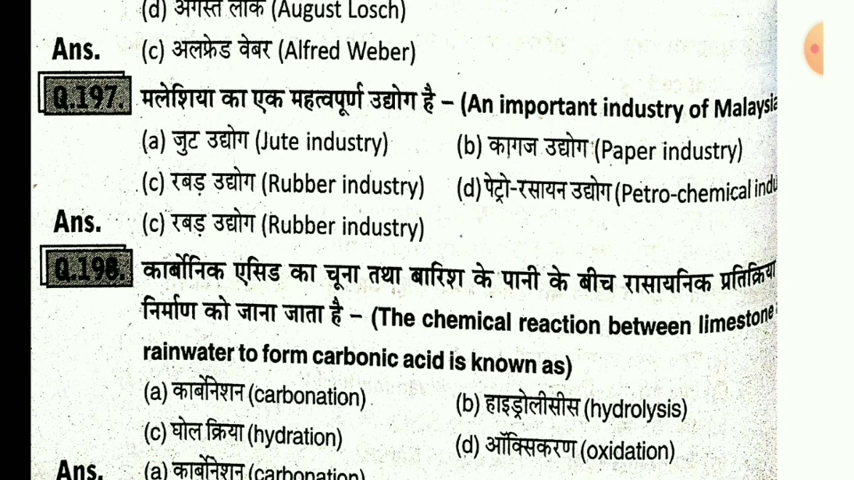 (d) अगस्त लॉक (August Losch)
Ans. (c) अलफ्रेड वेबर (Alfred Weber)
Q.197. मलेशिया का एक महत्वपूर्ण उद्योग है – (An important industry of Malaysia
(a) जुट उद्योग (Jute industry) (b) कागज उद्योग (Paper industry)
(c) रबड़ उद्योग (Rubber industry) (d) पेट्रो-रसायन उद्योग (Petro-chemical indu
Ans. (c) रबड़ उद्योग (Rubber industry)
Q.198. कार्बोनिक एसिड का चूना तथा बारिश के पानी के बीच रासायनिक प्रतिक्रिया
निर्माण को जाना जाता है – (The chemical reaction between limestone
rainwater to form carbonic acid is known as)
(a) कार्बनिशन (carbonation) (b) हाइड्रोलीसीस (hydrolysis)
(c) घोल क्रिया (hydration) (d) ऑक्सिकरण (oxidation)
Ans. (a) कार्बनिशन (carbonation)